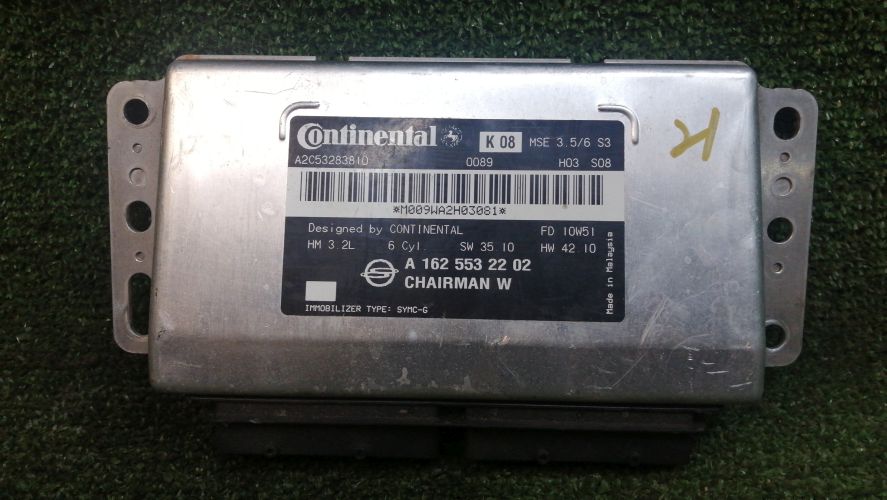 Continental K 08 MSE 3.5/6 S3
A2C53283810 0089 H03 S08
*M009WA2H03081*
Designed by CONTINENTAL FD 10W51
HM 3.2L 6 Cyl. SW 35 10 HW 42 10
A 162 553 22 02
CHAIRMAN W
IMMOBILIZER TYPE: SYMC-G
Made in Malaysia
K